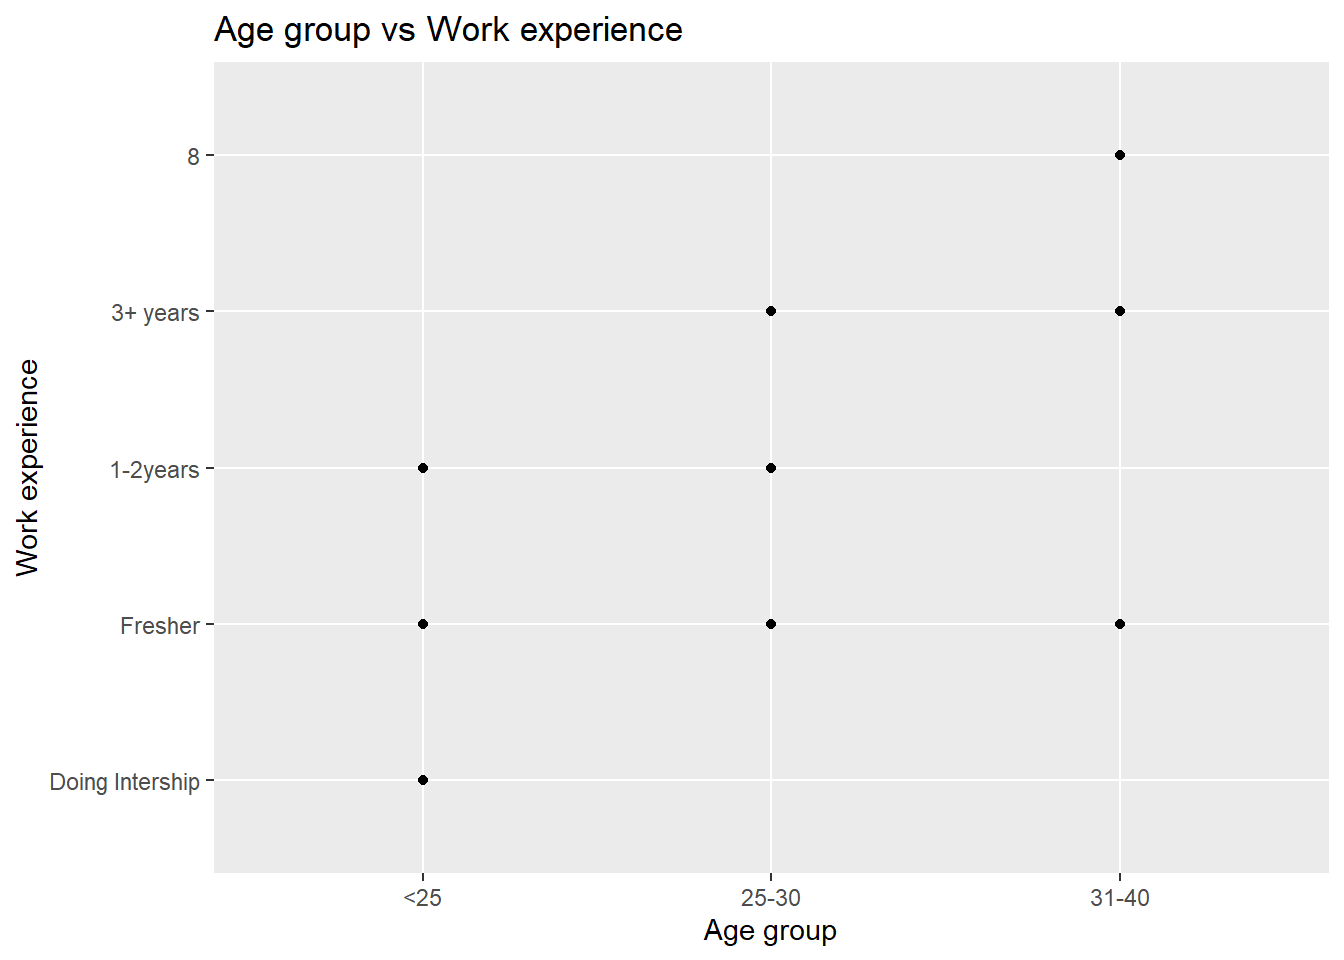 Age group vs Work experience
8
3+ years
1-2years
Fresher
Doing Intership
Work experience
<25
25-30
31-40
Age group